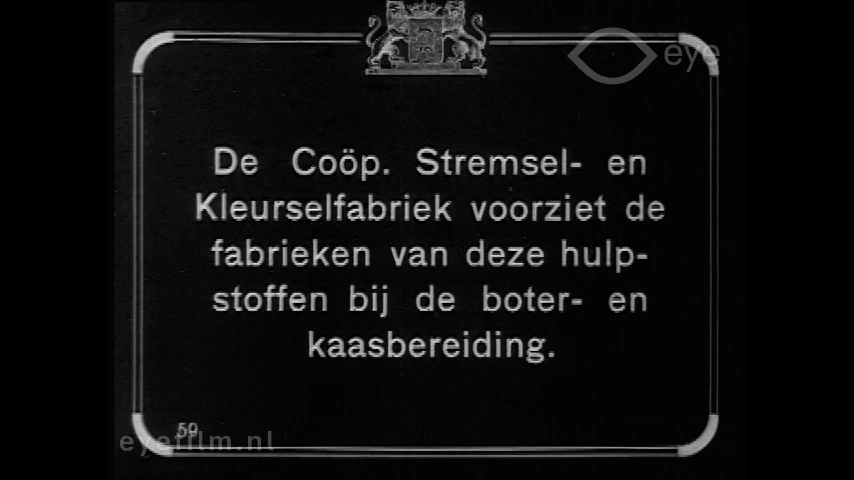 eye
De Coöp. Stremsel- en
Kleurselfabriek voorziet de
fabrieken van deze hulp-
stoffen bij de boter- en
kaasbereiding.
59
eyefilm.nl